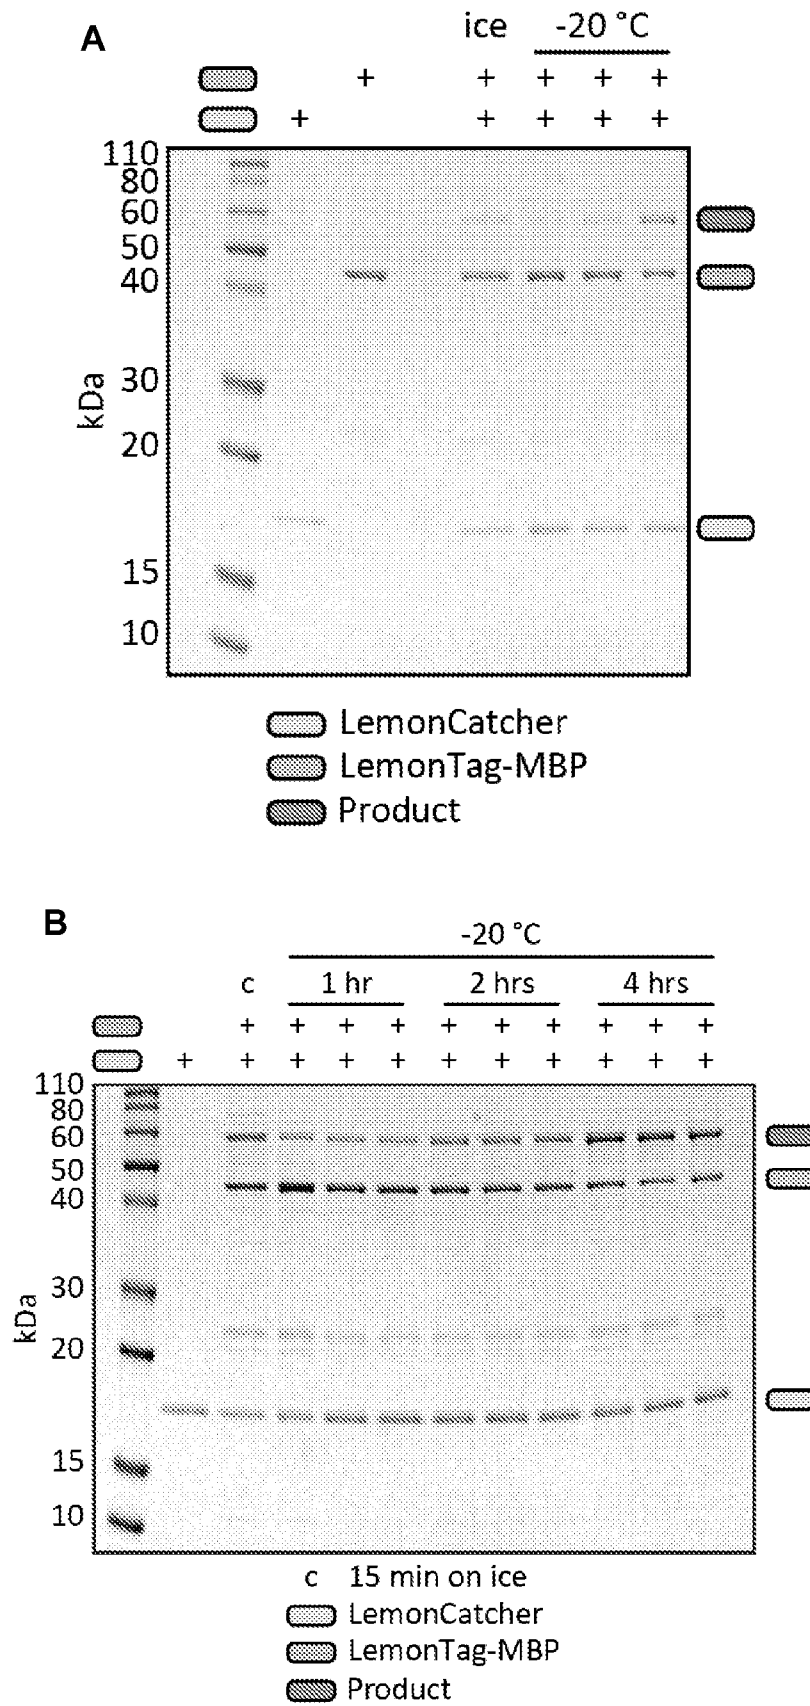 A
ice -20 °C
+ + + + +
+ + + + +
110
80
60
50
40
30
20
15
10
kDa
LemonCatcher
LemonTag-MBP
Product
B
-20 °C
c 1 hr 2 hrs 4 hrs
+ + + + + + + + + +
+ + + + + + + + + + +
110
80
60
50
40
30
20
15
10
kDa
c 15 min on ice
LemonCatcher
LemonTag-MBP
Product